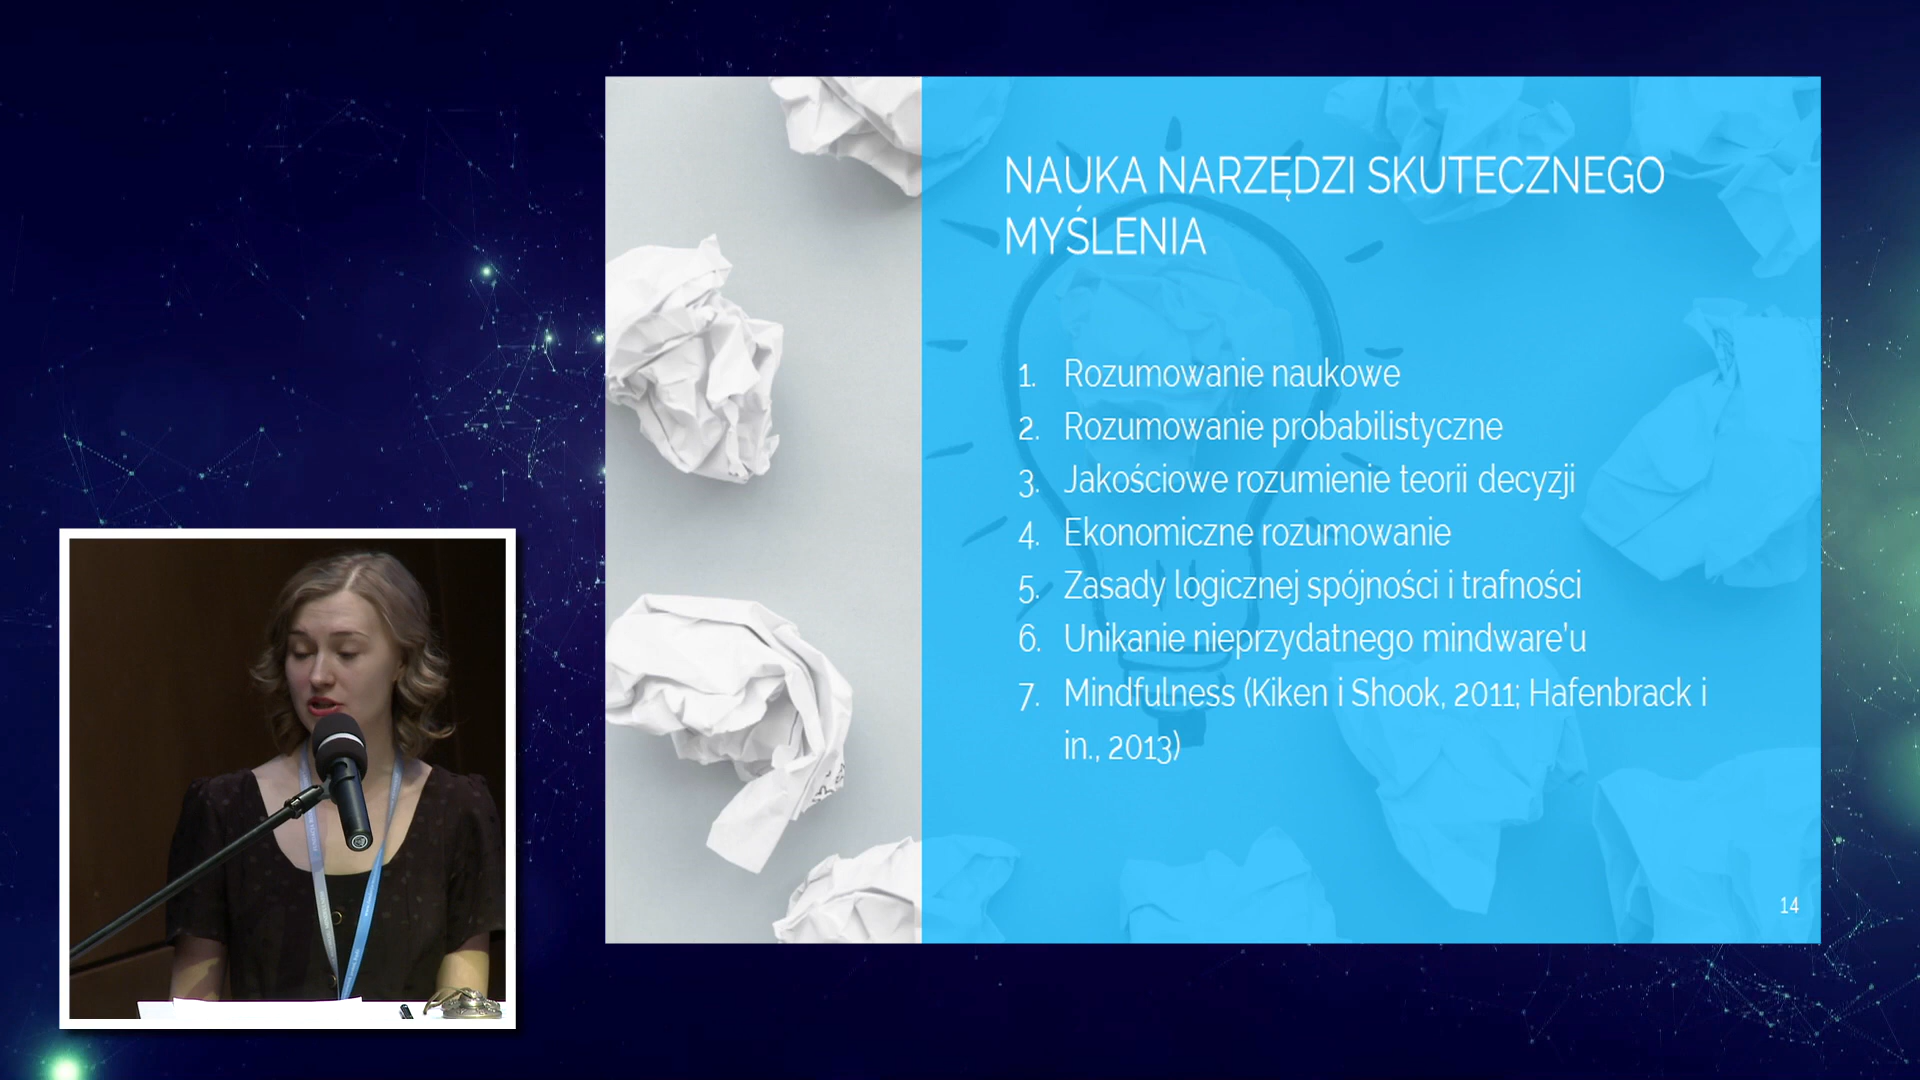 NAUKA NARZĘDZI SKUTECZNEGO
MYŚLENIA
1. Rozumowanie naukowe
2. Rozumowanie probabilistyczne
3. Jakościowe rozumienie teorii decyzji
4. Ekonomiczne rozumowanie
5. Zasady logicznej spójności i trafności
6. Unikanie nieprzydatnego mindware'u
7. Mindfulness (Kiken i Shook, 2011; Hafenbrack i
in., 2013)
14